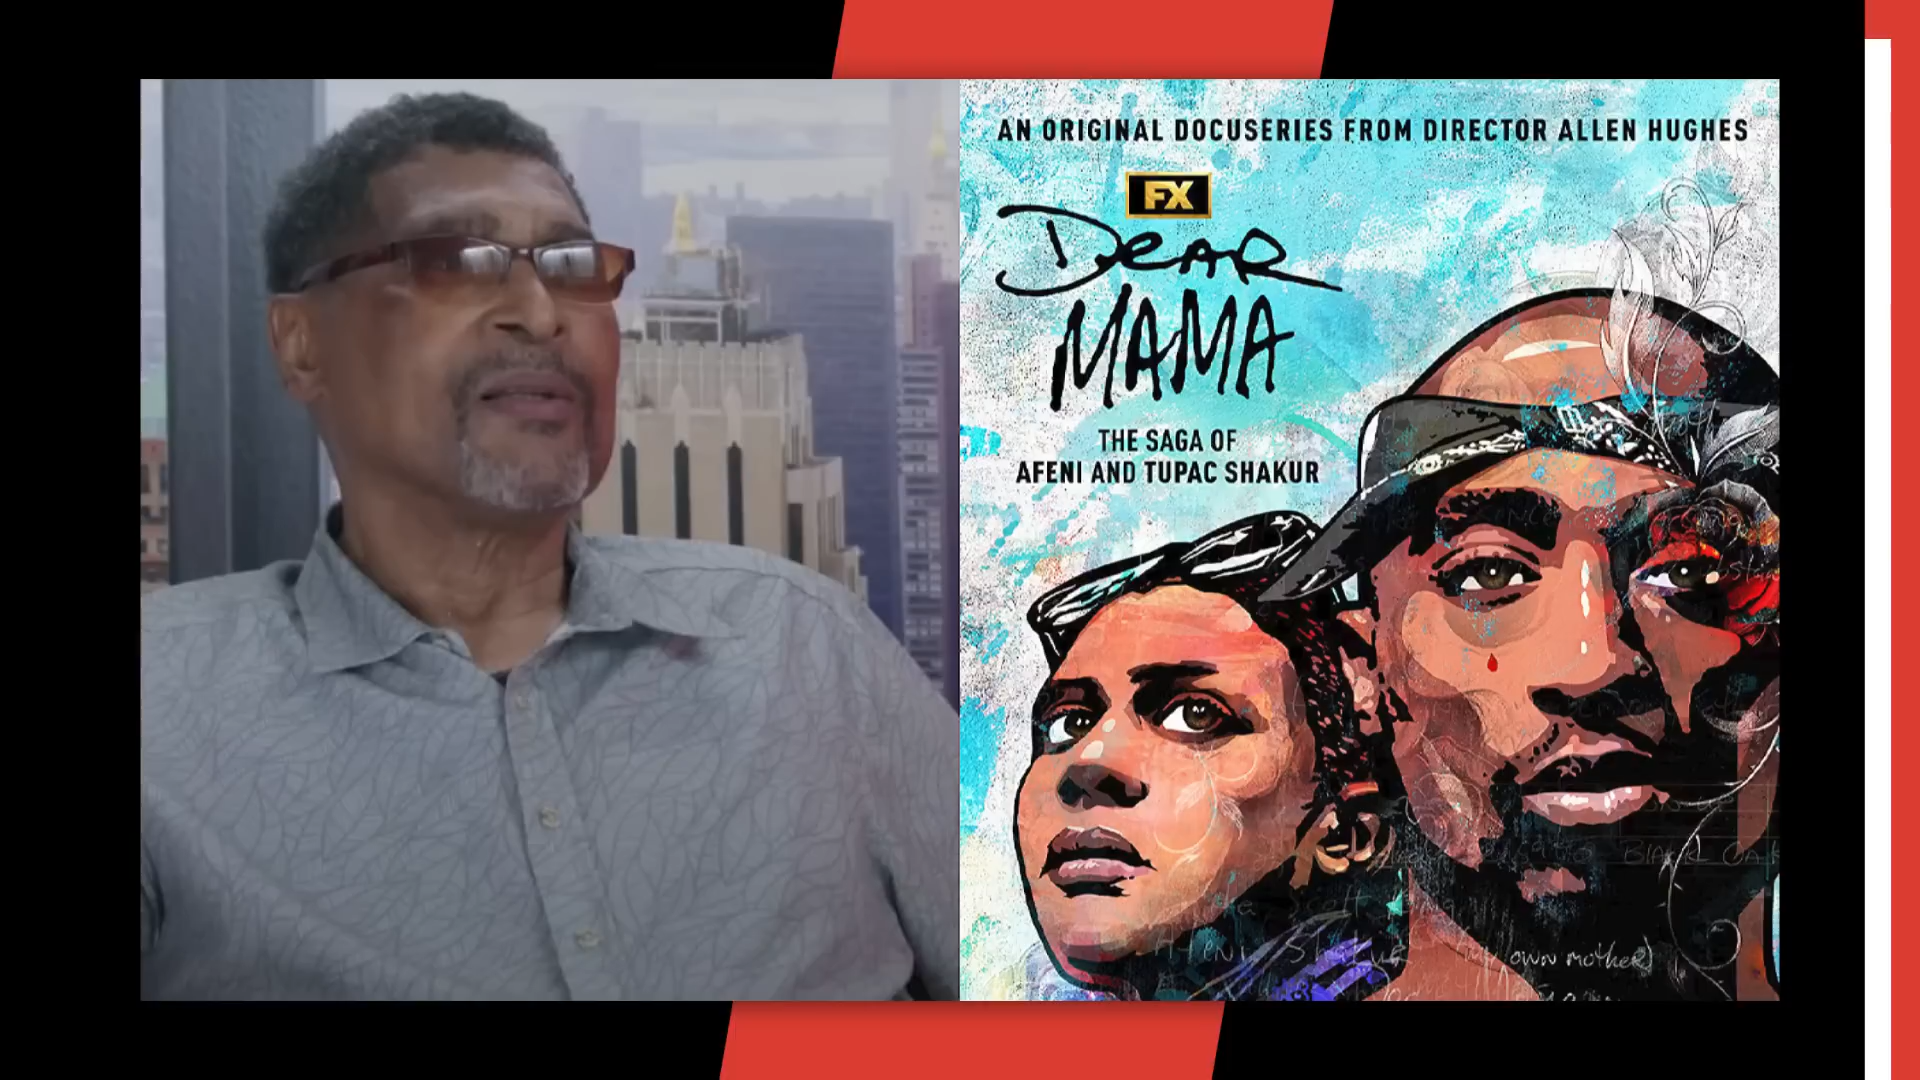 AN ORIGINAL DOCUSERIES FROM DIRECTOR ALLEN HUGHES
FX
DEAR
MAMA
THE SAGA OF
AFENI AND TUPAC SHAKUR
own mother)